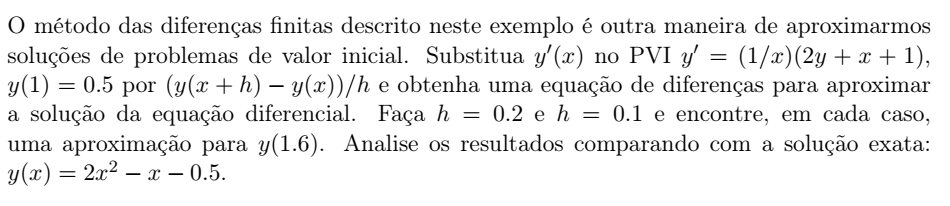 O método das diferenças finitas descrito neste exemplo é outra maneira de aproximarmos
soluções de problemas de valor inicial. Substitua y′(x) no PVI y′ = (1/x)(2y + x + 1),
y(1) = 0.5 por (y(x + h) − y(x))/h e obtenha uma equação de diferenças para aproximar
a solução da equação diferencial. Faça h = 0.2 e h = 0.1 e encontre, em cada caso,
uma aproximação para y(1.6). Analise os resultados comparando com a solução exata:
y(x) = 2x² − x − 0.5.